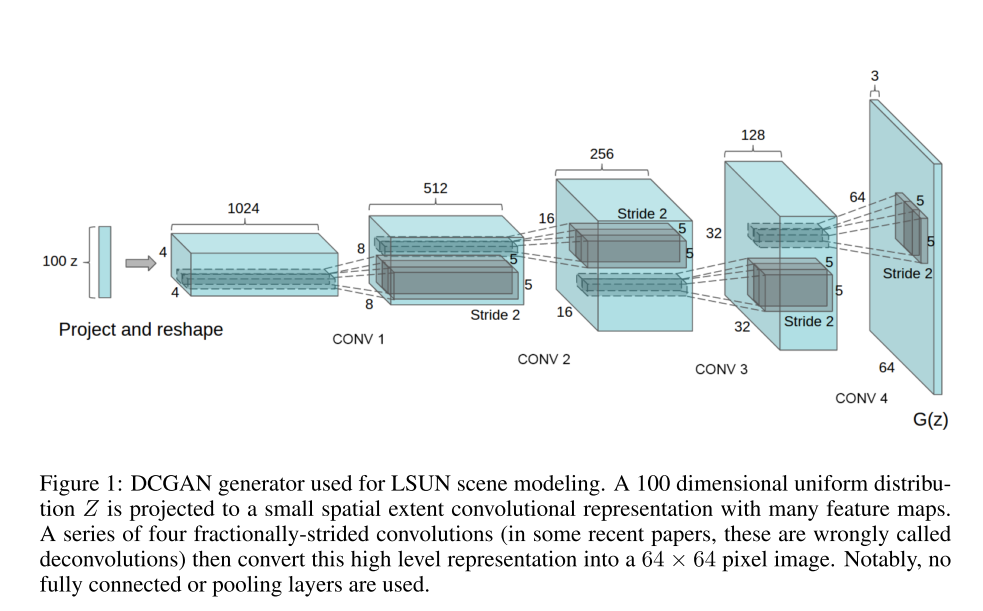 3
128
256
64
512
5
16
Stride 2
1024
32
5
8
5
5
4
5
5
100 z
5
Stride 2
4
5
8
16
Stride 2
Stride 2
32
Project and reshape
CONV 1
CONV 2
CONV 3
64
CONV 4
G(z)
Figure 1: DCGAN generator used for LSUN scene modeling. A 100 dimensional uniform distribu-
tion Z is projected to a small spatial extent convolutional representation with many feature maps.
A series of four fractionally-strided convolutions (in some recent papers, these are wrongly called
deconvolutions) then convert this high level representation into a 64 × 64 pixel image. Notably, no
fully connected or pooling layers are used.